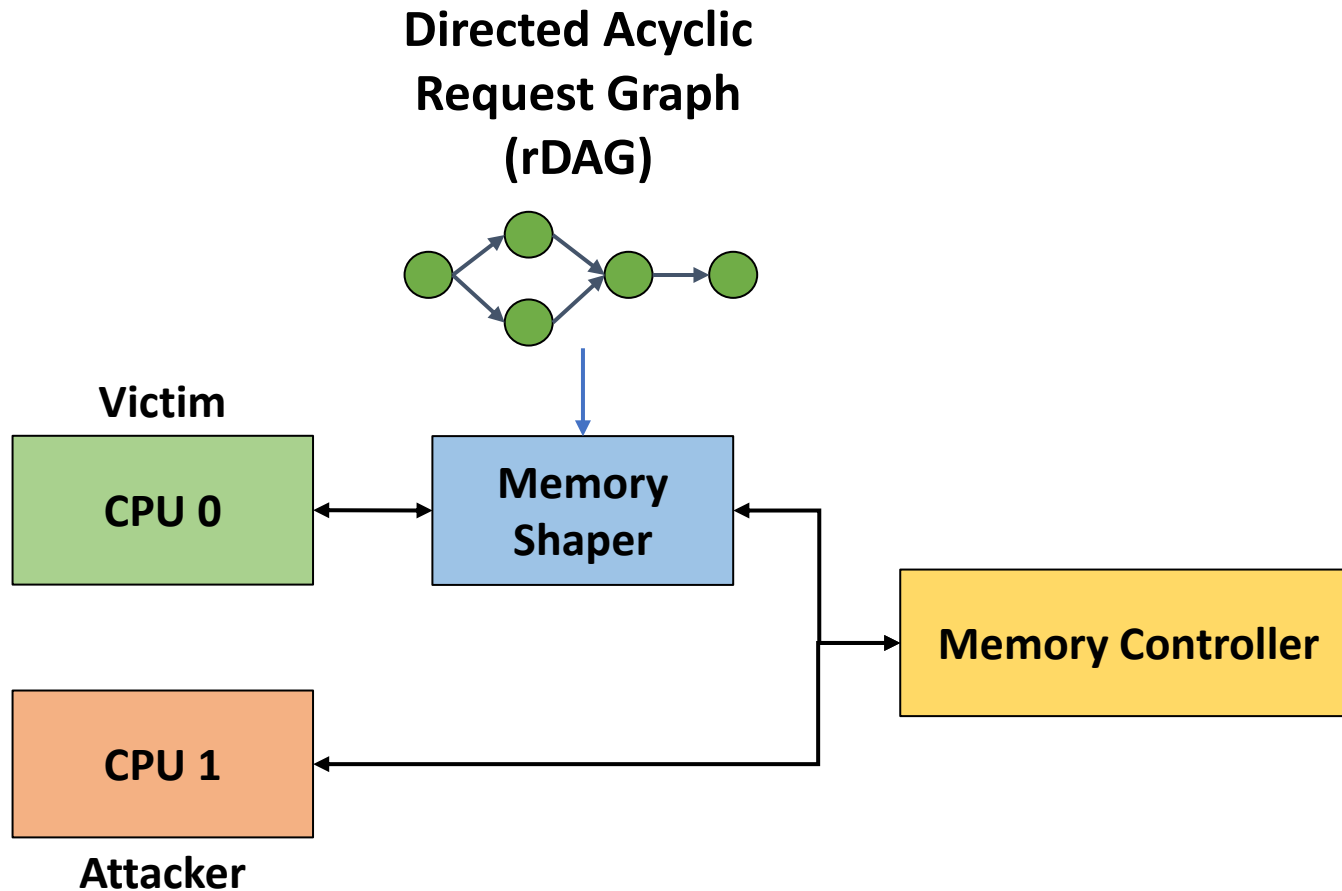 Directed Acyclic
Request Graph
(rDAG)
Victim
CPU 0
Memory
Shaper
Memory Controller
CPU 1
Attacker